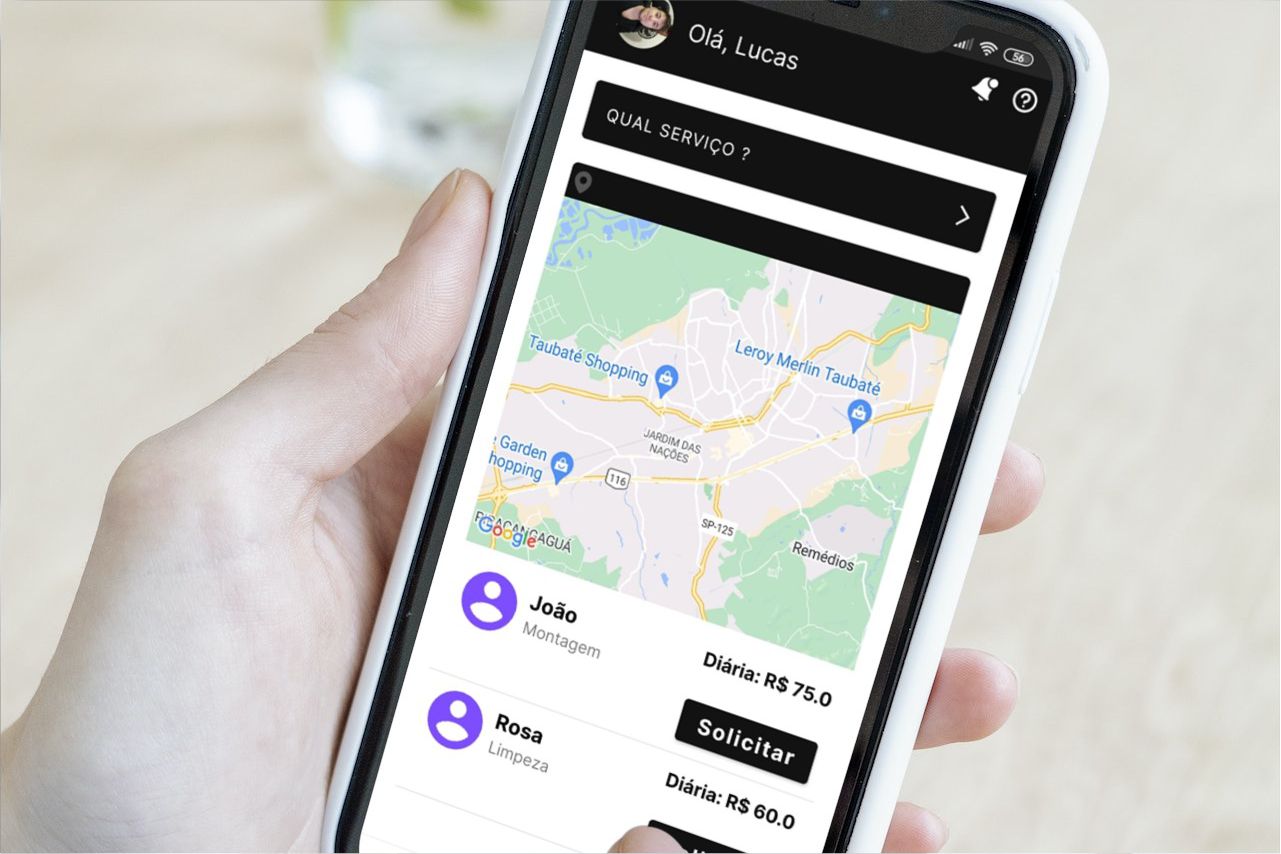 Olá, Lucas
56
QUAL SERVIÇO ?
Taubaté Shopping
Leroy Merlin Taubaté
JARDIM DAS
NAÇÕES
Garden
hopping
116
SP-125
Remédios
Google
João
Montagem
Diária: R$ 75.0
Solicitar
Rosa
Limpeza
Diária: R$ 60.0